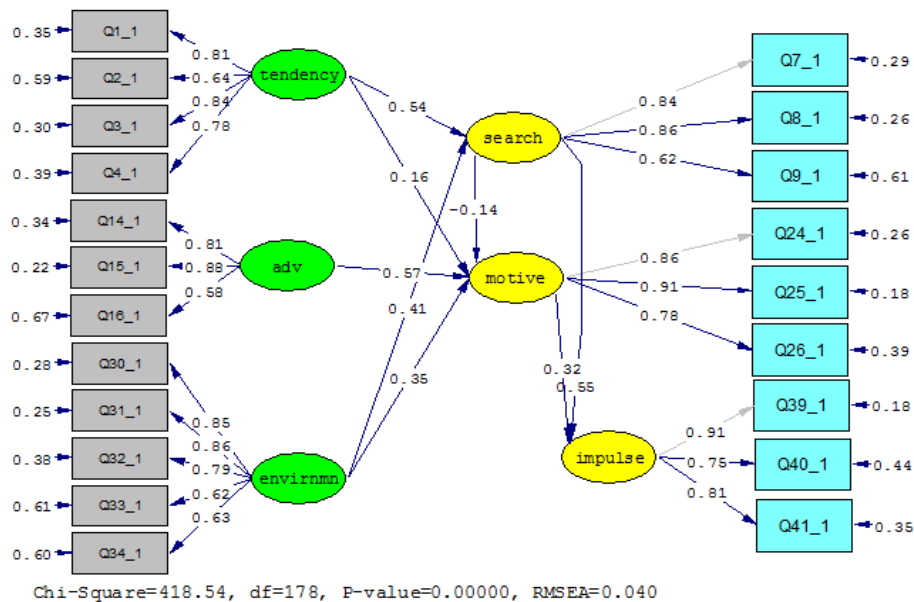 0.35 Q1_1
0.59 Q2_1
0.30 Q3_1
0.39 Q4_1
0.34 Q14_1
0.22 Q15_1
0.67 Q16_1
0.28 Q30_1
0.25 Q31_1
0.38 Q32_1
0.61 Q33_1
0.60 Q34_1
0.81
0.64
0.84
0.78
0.81
0.88
0.58
0.85
0.86
0.79
0.62
0.63
tendency
adv
envirnmn
0.54
0.16
-0.14
0.57
0.41
0.35
search
motive
0.32
0.55
impulse
0.84
0.86
0.62
0.86
0.91
0.78
0.91
0.75
0.81
Q7_1 0.29
Q8_1 0.26
Q9_1 0.61
Q24_1 0.26
Q25_1 0.18
Q26_1 0.39
Q39_1 0.18
Q40_1 0.44
Q41_1 0.35
Chi-Square=418.54, df=178, P-value=0.00000, RMSEA=0.040